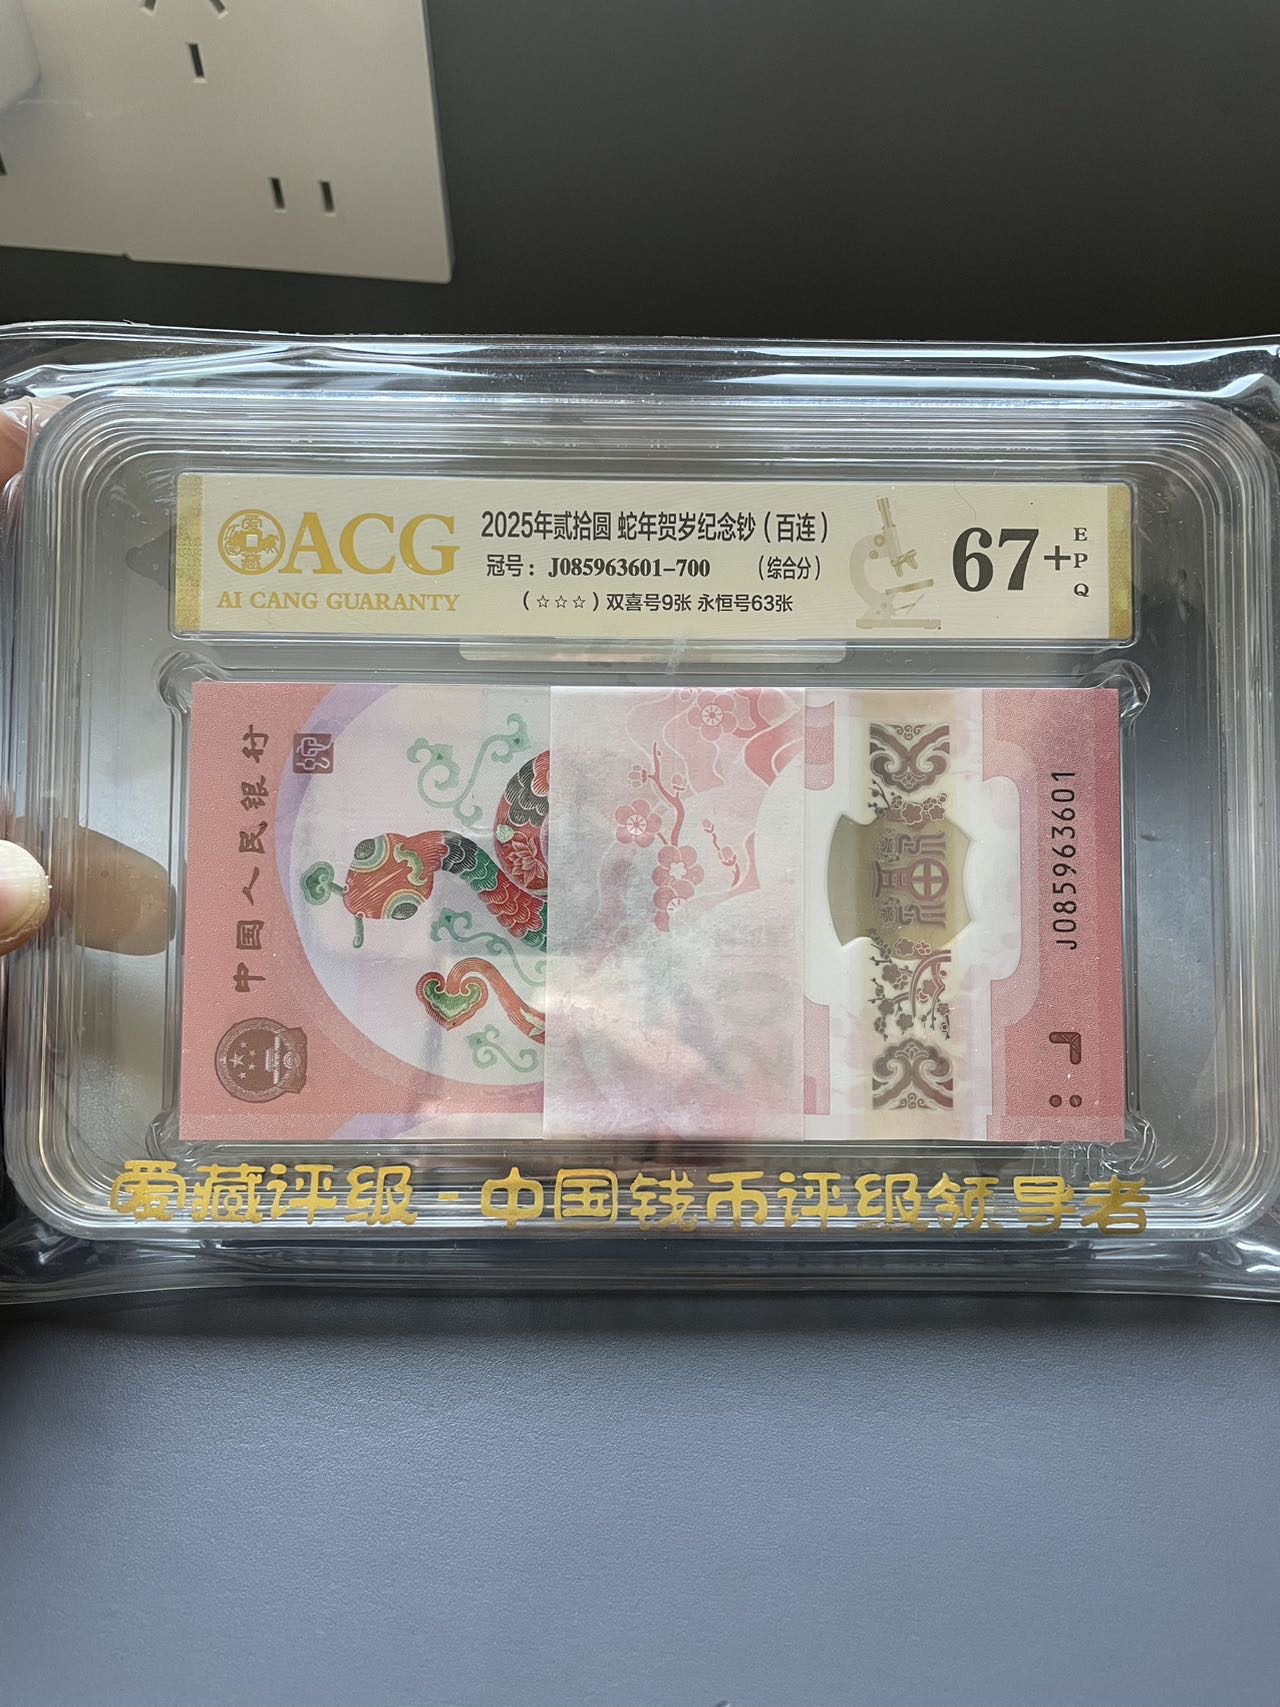 ACG
AI CANG GUARANTY
2025年贰拾圆 蛇年贺岁纪念钞(百连)
冠号: J085963601-700 (综合分)
(☆☆☆)双喜号9张 永恒号63张
67+
EPQ
中国人民银行
J085963601
爱藏评级-中国钱币评级领导者